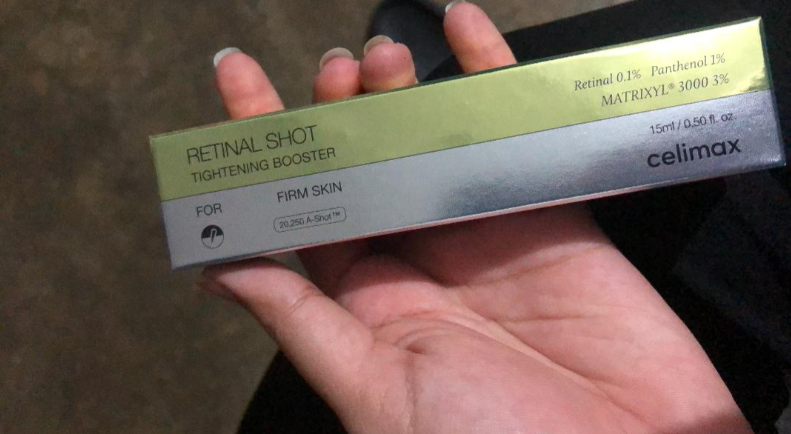 RETINAL SHOT
TIGHTENING BOOSTER
Retinal 0.1% Panthenol 1%
MATRIXYL® 3000 3%
FOR
FIRM SKIN
20,250 A-Shot™
15ml / 0.50 fl. oz.
celimax